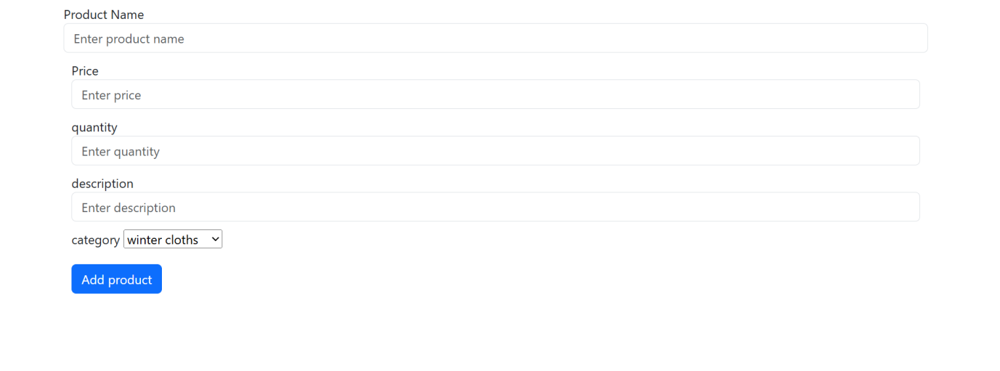 Product Name
Enter product name
Price
Enter price
quantity
Enter quantity
description
Enter description
category winter cloths
Add product